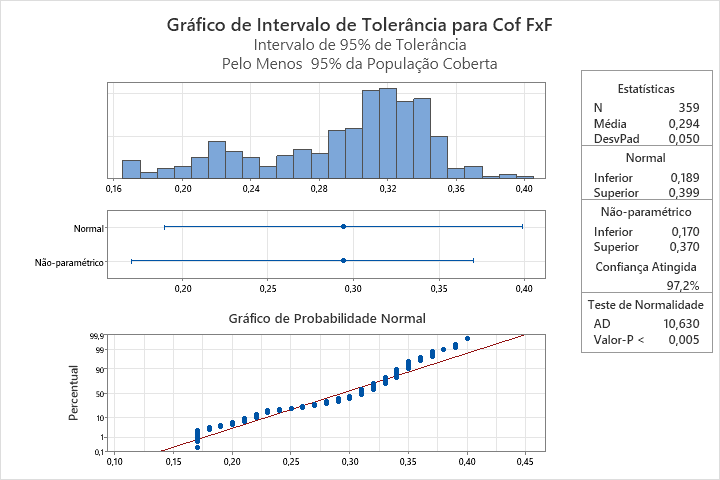 Gráfico de Intervalo de Tolerância para Cof FxF
Intervalo de 95% de Tolerância
Pelo Menos  95% da População Coberta
0,16 0,20 0,24 0,28 0,32 0,36 0,40
Normal
Não-paramétrico
0,20 0,25 0,30 0,35 0,40
Gráfico de Probabilidade Normal
Percentual
99,9
99
90
50
10
1
0,1
0,10 0,15 0,20 0,25 0,30 0,35 0,40 0,45
Estatísticas
N 359
Média 0,294
DesvPad 0,050
Normal
Inferior 0,189
Superior 0,399
Não-paramétrico
Inferior 0,170
Superior 0,370
Confiança Atingida
97,2%
Teste de Normalidade
AD 10,630
Valor-P < 0,005